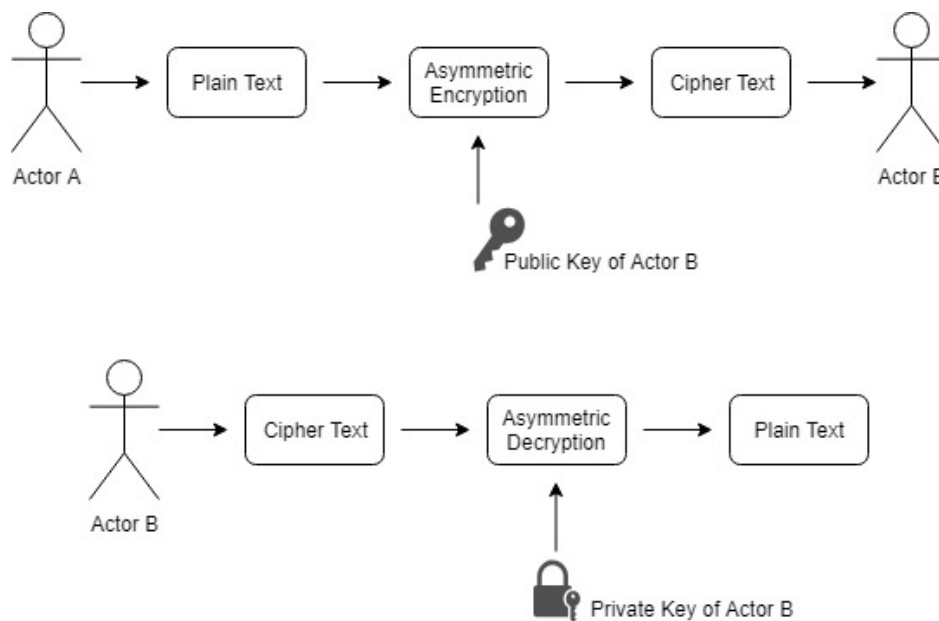 Plain Text
Asymmetric
Encryption
Cipher Text
Actor A
Actor B
Public Key of Actor B
Cipher Text
Asymmetric
Decryption
Plain Text
Actor B
Private Key of Actor B